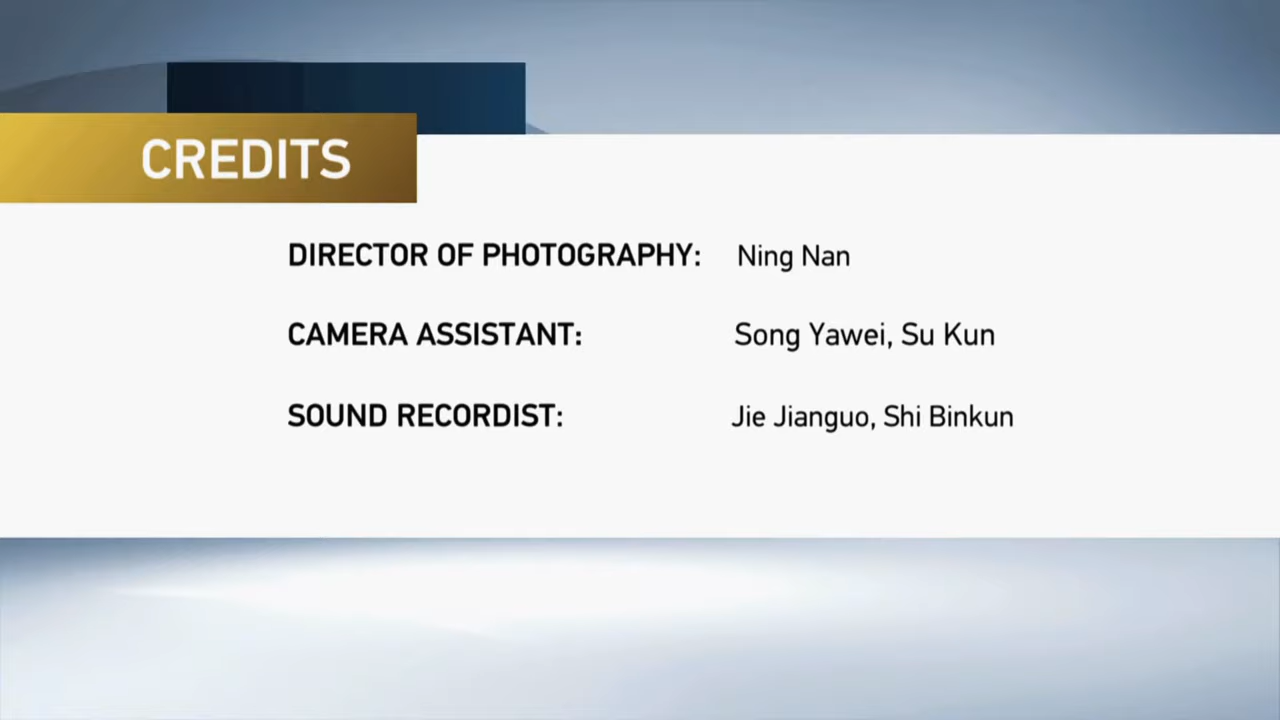 CREDITS
DIRECTOR OF PHOTOGRAPHY: Ning Nan
CAMERA ASSISTANT: Song Yawei, Su Kun
SOUND RECORDIST: Jie Jianguo, Shi Binkun